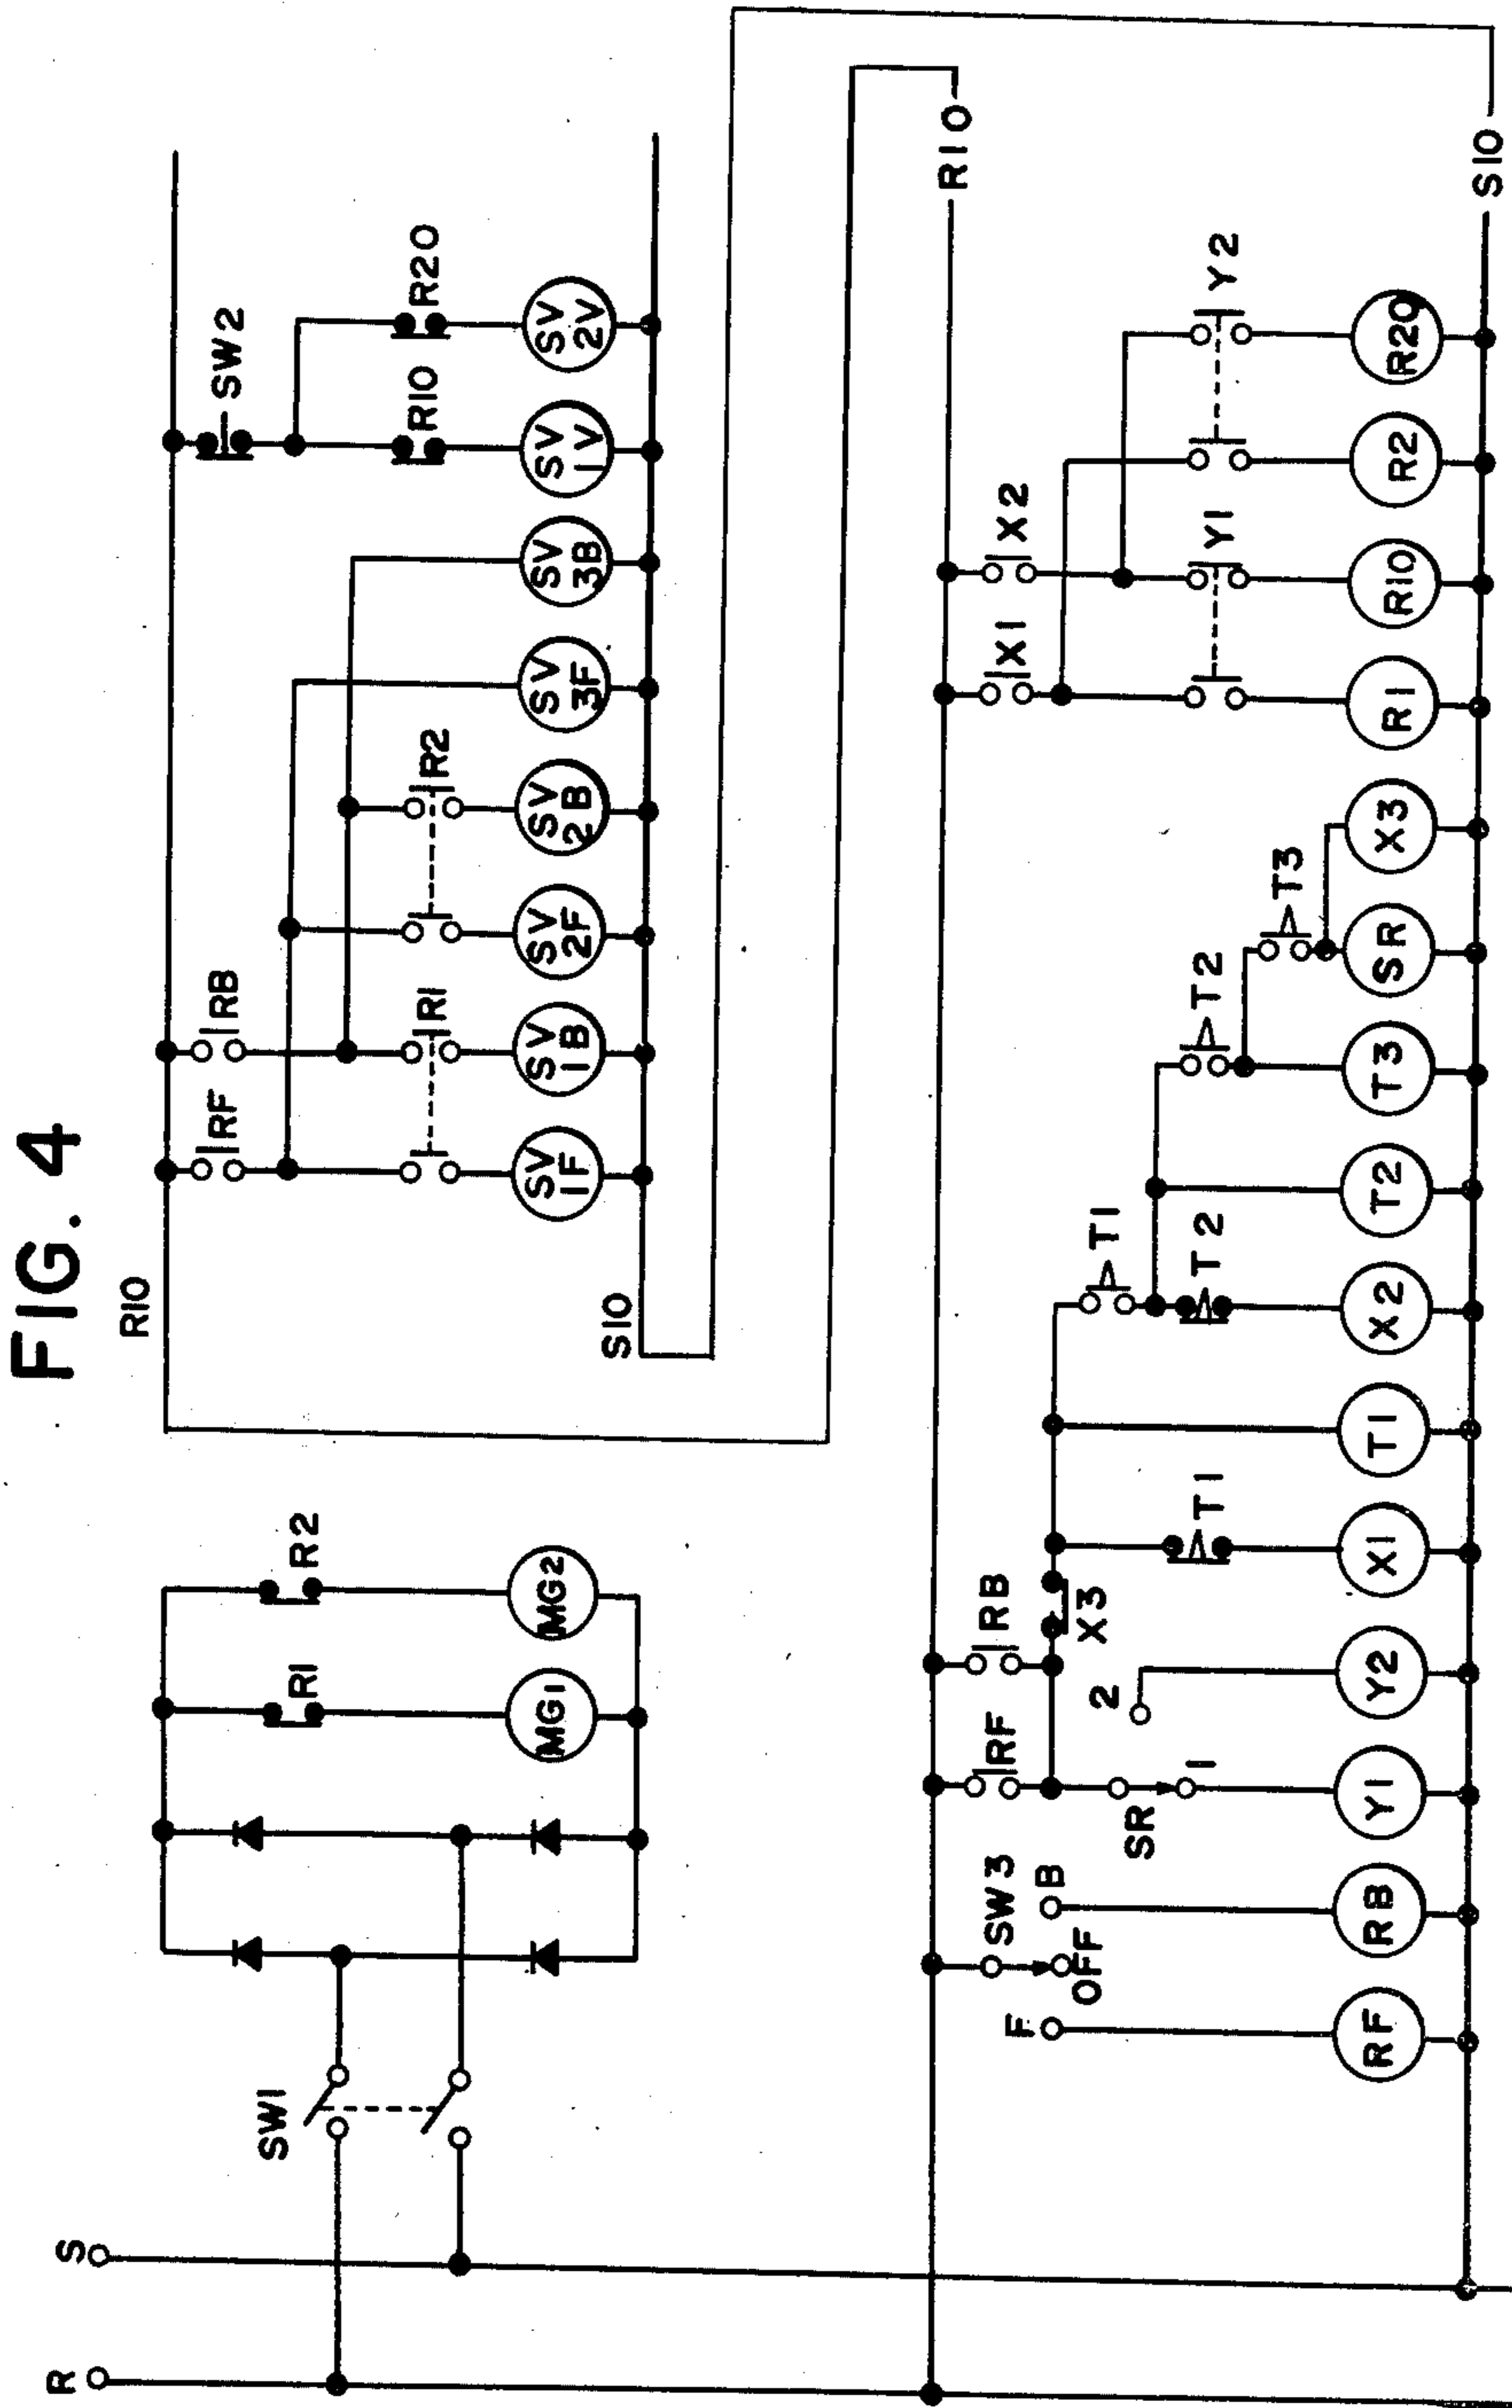 FIG. 4
R
S
SW1
R1
R2
MG1
MG2
R10
S10
RF
RB
R1
R2
SW2
R10
R20
SV 1F
SV 1B
SV 2F
SV 2B
SV 3F
SV 3B
SV 1V
SV 2V
R10
S10
F
OFF
SW3
B
RF
RB
SR
1
2
X3
T1
T1
T2
T2
T3
X1
X2
Y1
Y2
RF
RB
Y1
Y2
X1
T1
X2
T2
T3
SR
X3
R1
R10
R2
R20